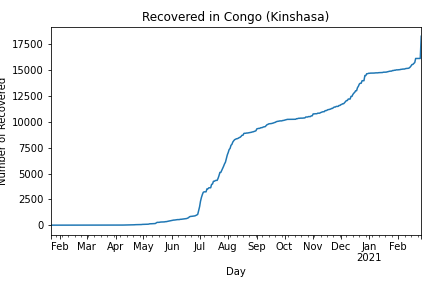 Recovered in Congo (Kinshasa)
Number of Recovered
17500
15000
12500
10000
7500
5000
2500
0
Feb Mar Apr May Jun Jul Aug Sep Oct Nov Dec Jan Feb
2021
Day